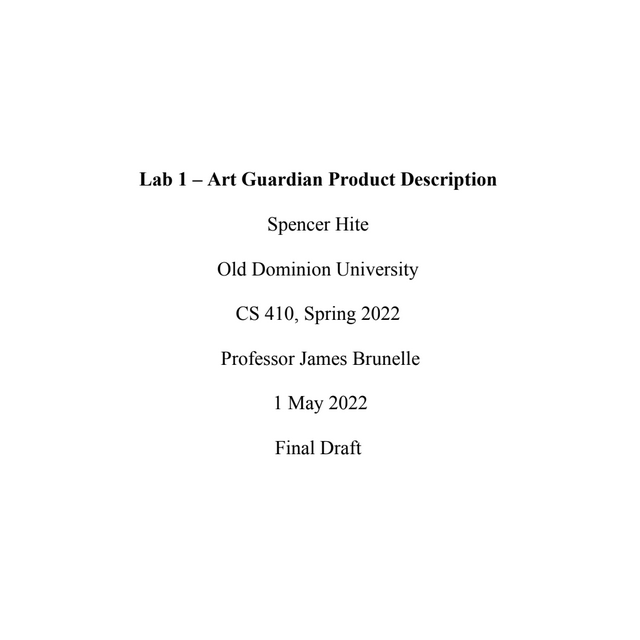 Lab 1 – Art Guardian Product Description
Spencer Hite
Old Dominion University
CS 410, Spring 2022
Professor James Brunelle
1 May 2022
Final Draft